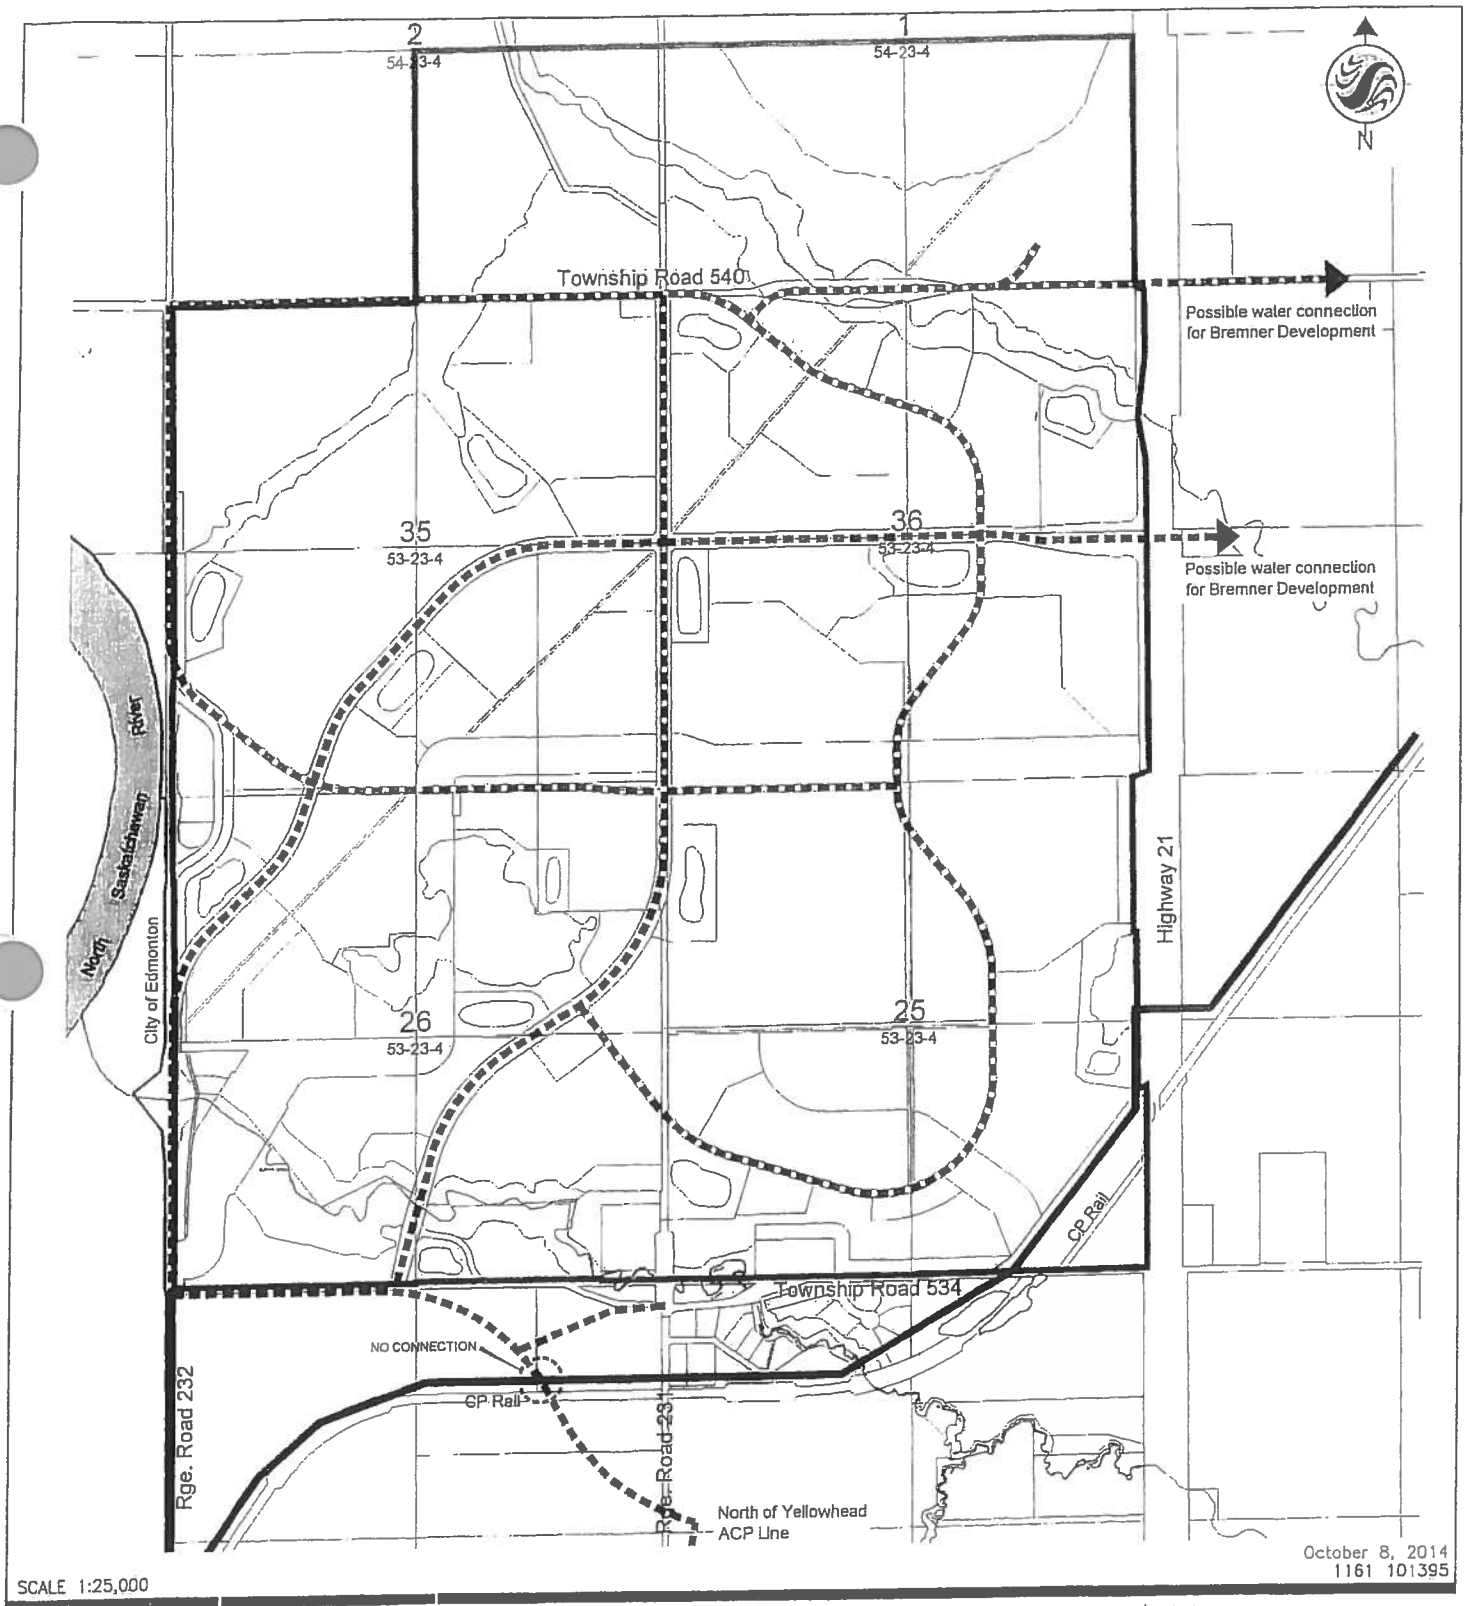 2
54-23-4
1
54-23-4
N
Township Road 540
Possible water connection
for Bremner Development
35
53-23-4
36
53-23-4
Possible water connection
for Bremner Development
North Saskatchewan River
City of Edmonton
Highway 21
26
53-23-4
25
53-23-4
CP Rail
Township Road 534
NO CONNECTION
CP Rail
Rge. Road 232
Rge. Road 231
North of Yellowhead
ACP Line
October 8, 2014
1161 101395
SCALE 1:25,000